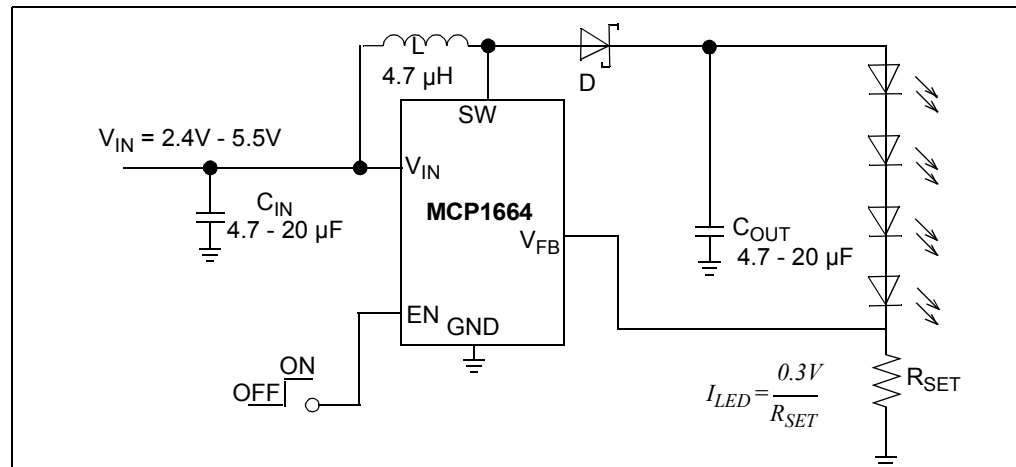 L
4.7 µH
D
SW
V_IN = 2.4V - 5.5V
V_IN
C_IN
4.7 - 20 µF
MCP1664
V_FB
C_OUT
4.7 - 20 µF
EN
GND
ON
OFF
I_LED = 0.3V / R_SET
R_SET